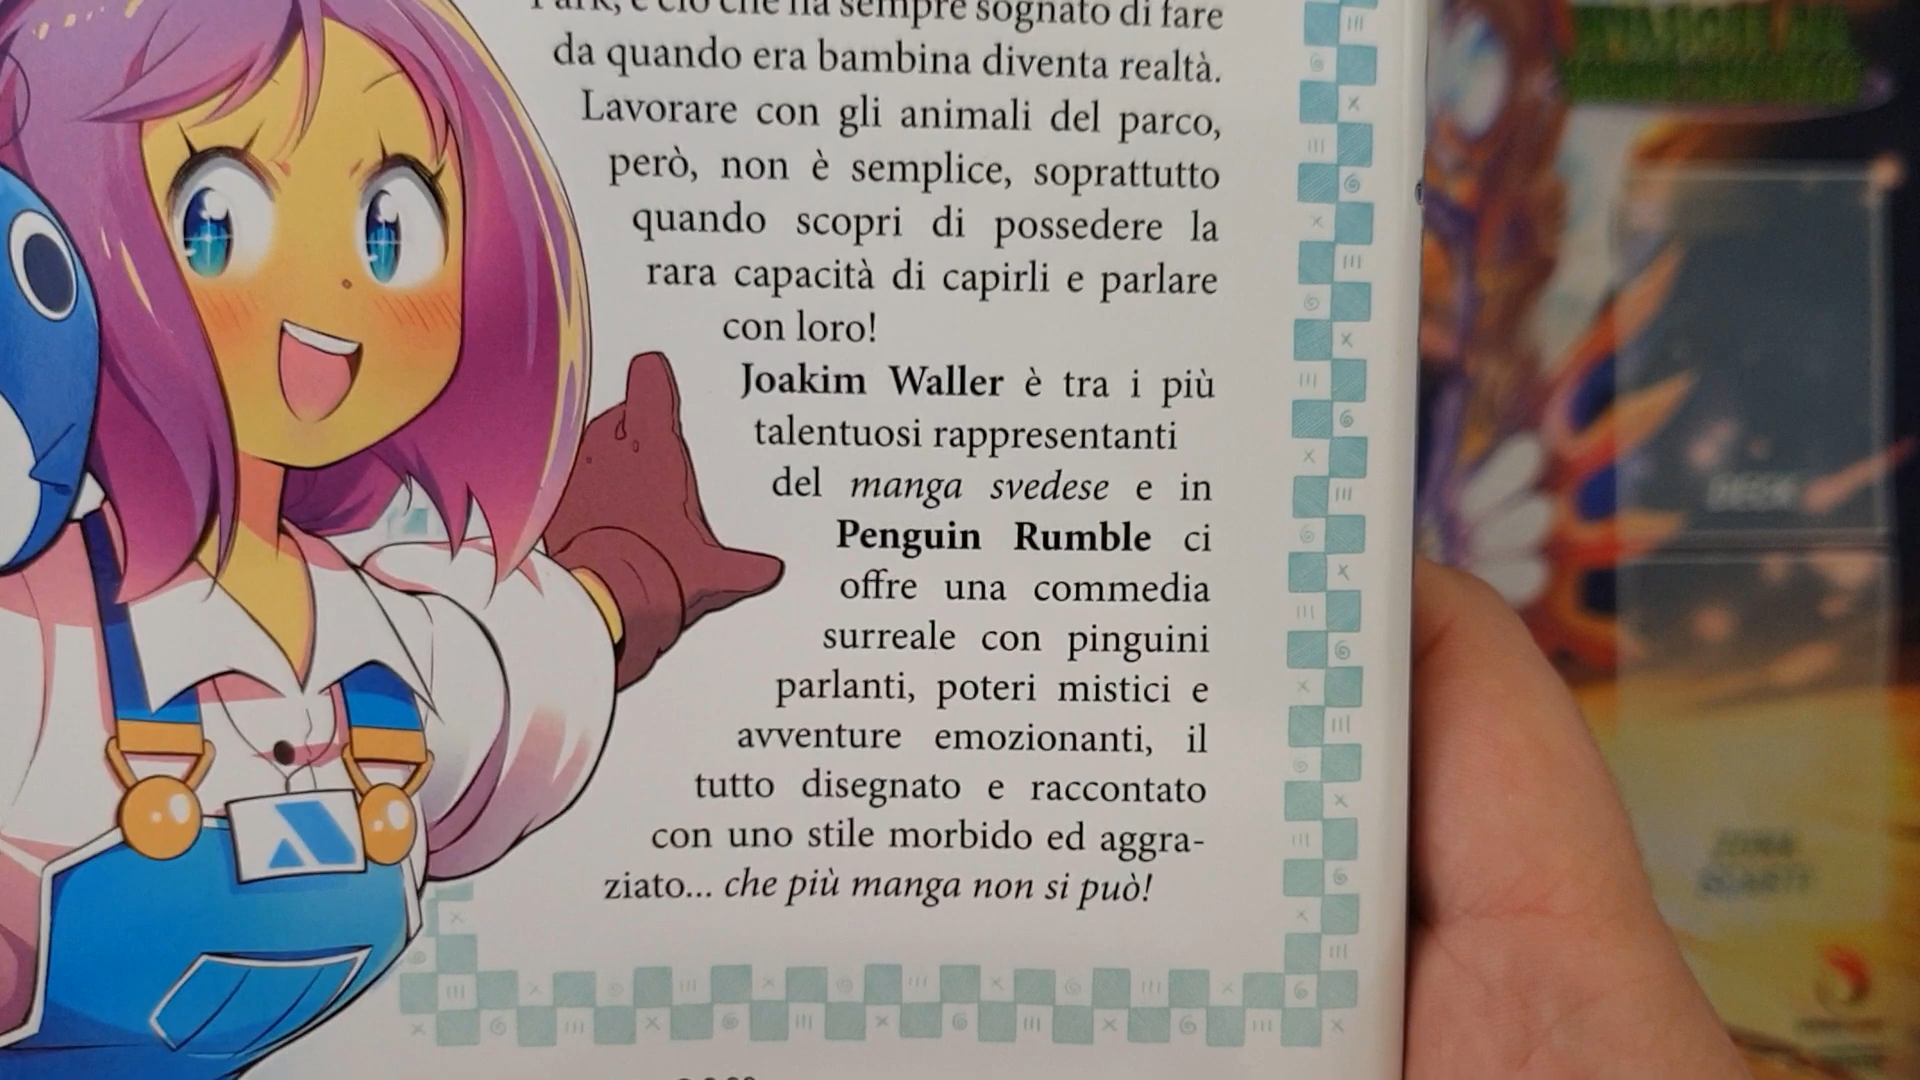 Park, è ciò che ha sempre sognato di fare
da quando era bambina diventa realtà.
Lavorare con gli animali del parco,
però, non è semplice, soprattutto
quando scopri di possedere la
rara capacità di capirli e parlare
con loro!
Joakim Waller è tra i più
talentuosi rappresentanti
del manga svedese e in
Penguin Rumble ci
offre una commedia
surreale con pinguini
parlanti, poteri mistici e
avventure emozionanti, il
tutto disegnato e raccontato
con uno stile morbido ed aggra-
ziato... che più manga non si può!
DECK
ZONA
SCARTI